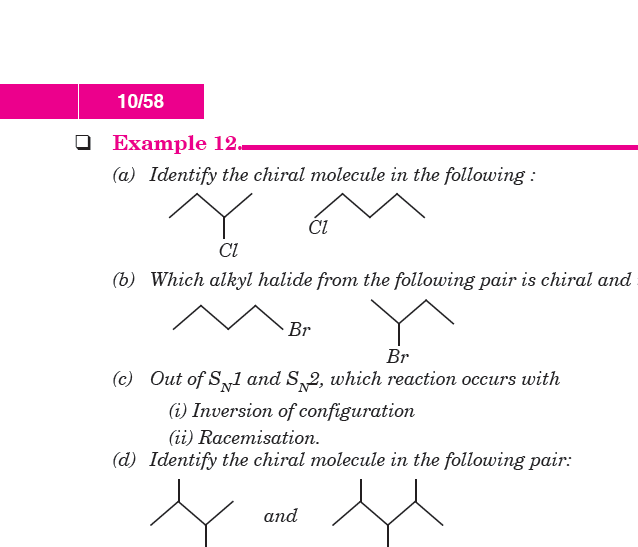 10/58
❑ Example 12.
(a) Identify the chiral molecule in the following :
Cl
Cl
(b) Which alkyl halide from the following pair is chiral and
Br
Br
(c) Out of S_N1 and S_N2, which reaction occurs with
(i) Inversion of configuration
(ii) Racemisation.
(d) Identify the chiral molecule in the following pair:
and